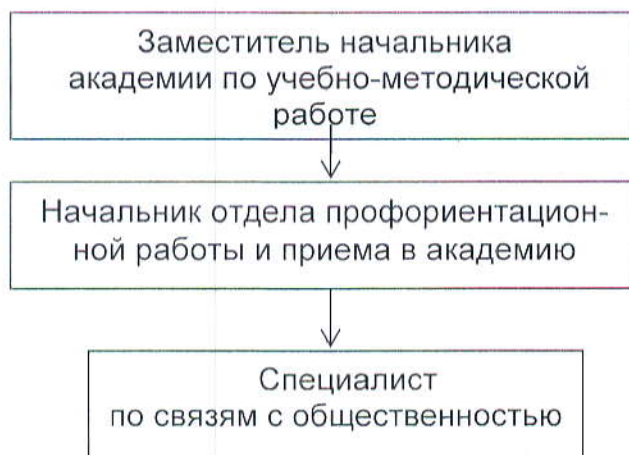 Заместитель начальника
академии по учебно-методической
работе
Начальник отдела профориентацион-
ной работы и приема в академию
Специалист
по связям с общественностью